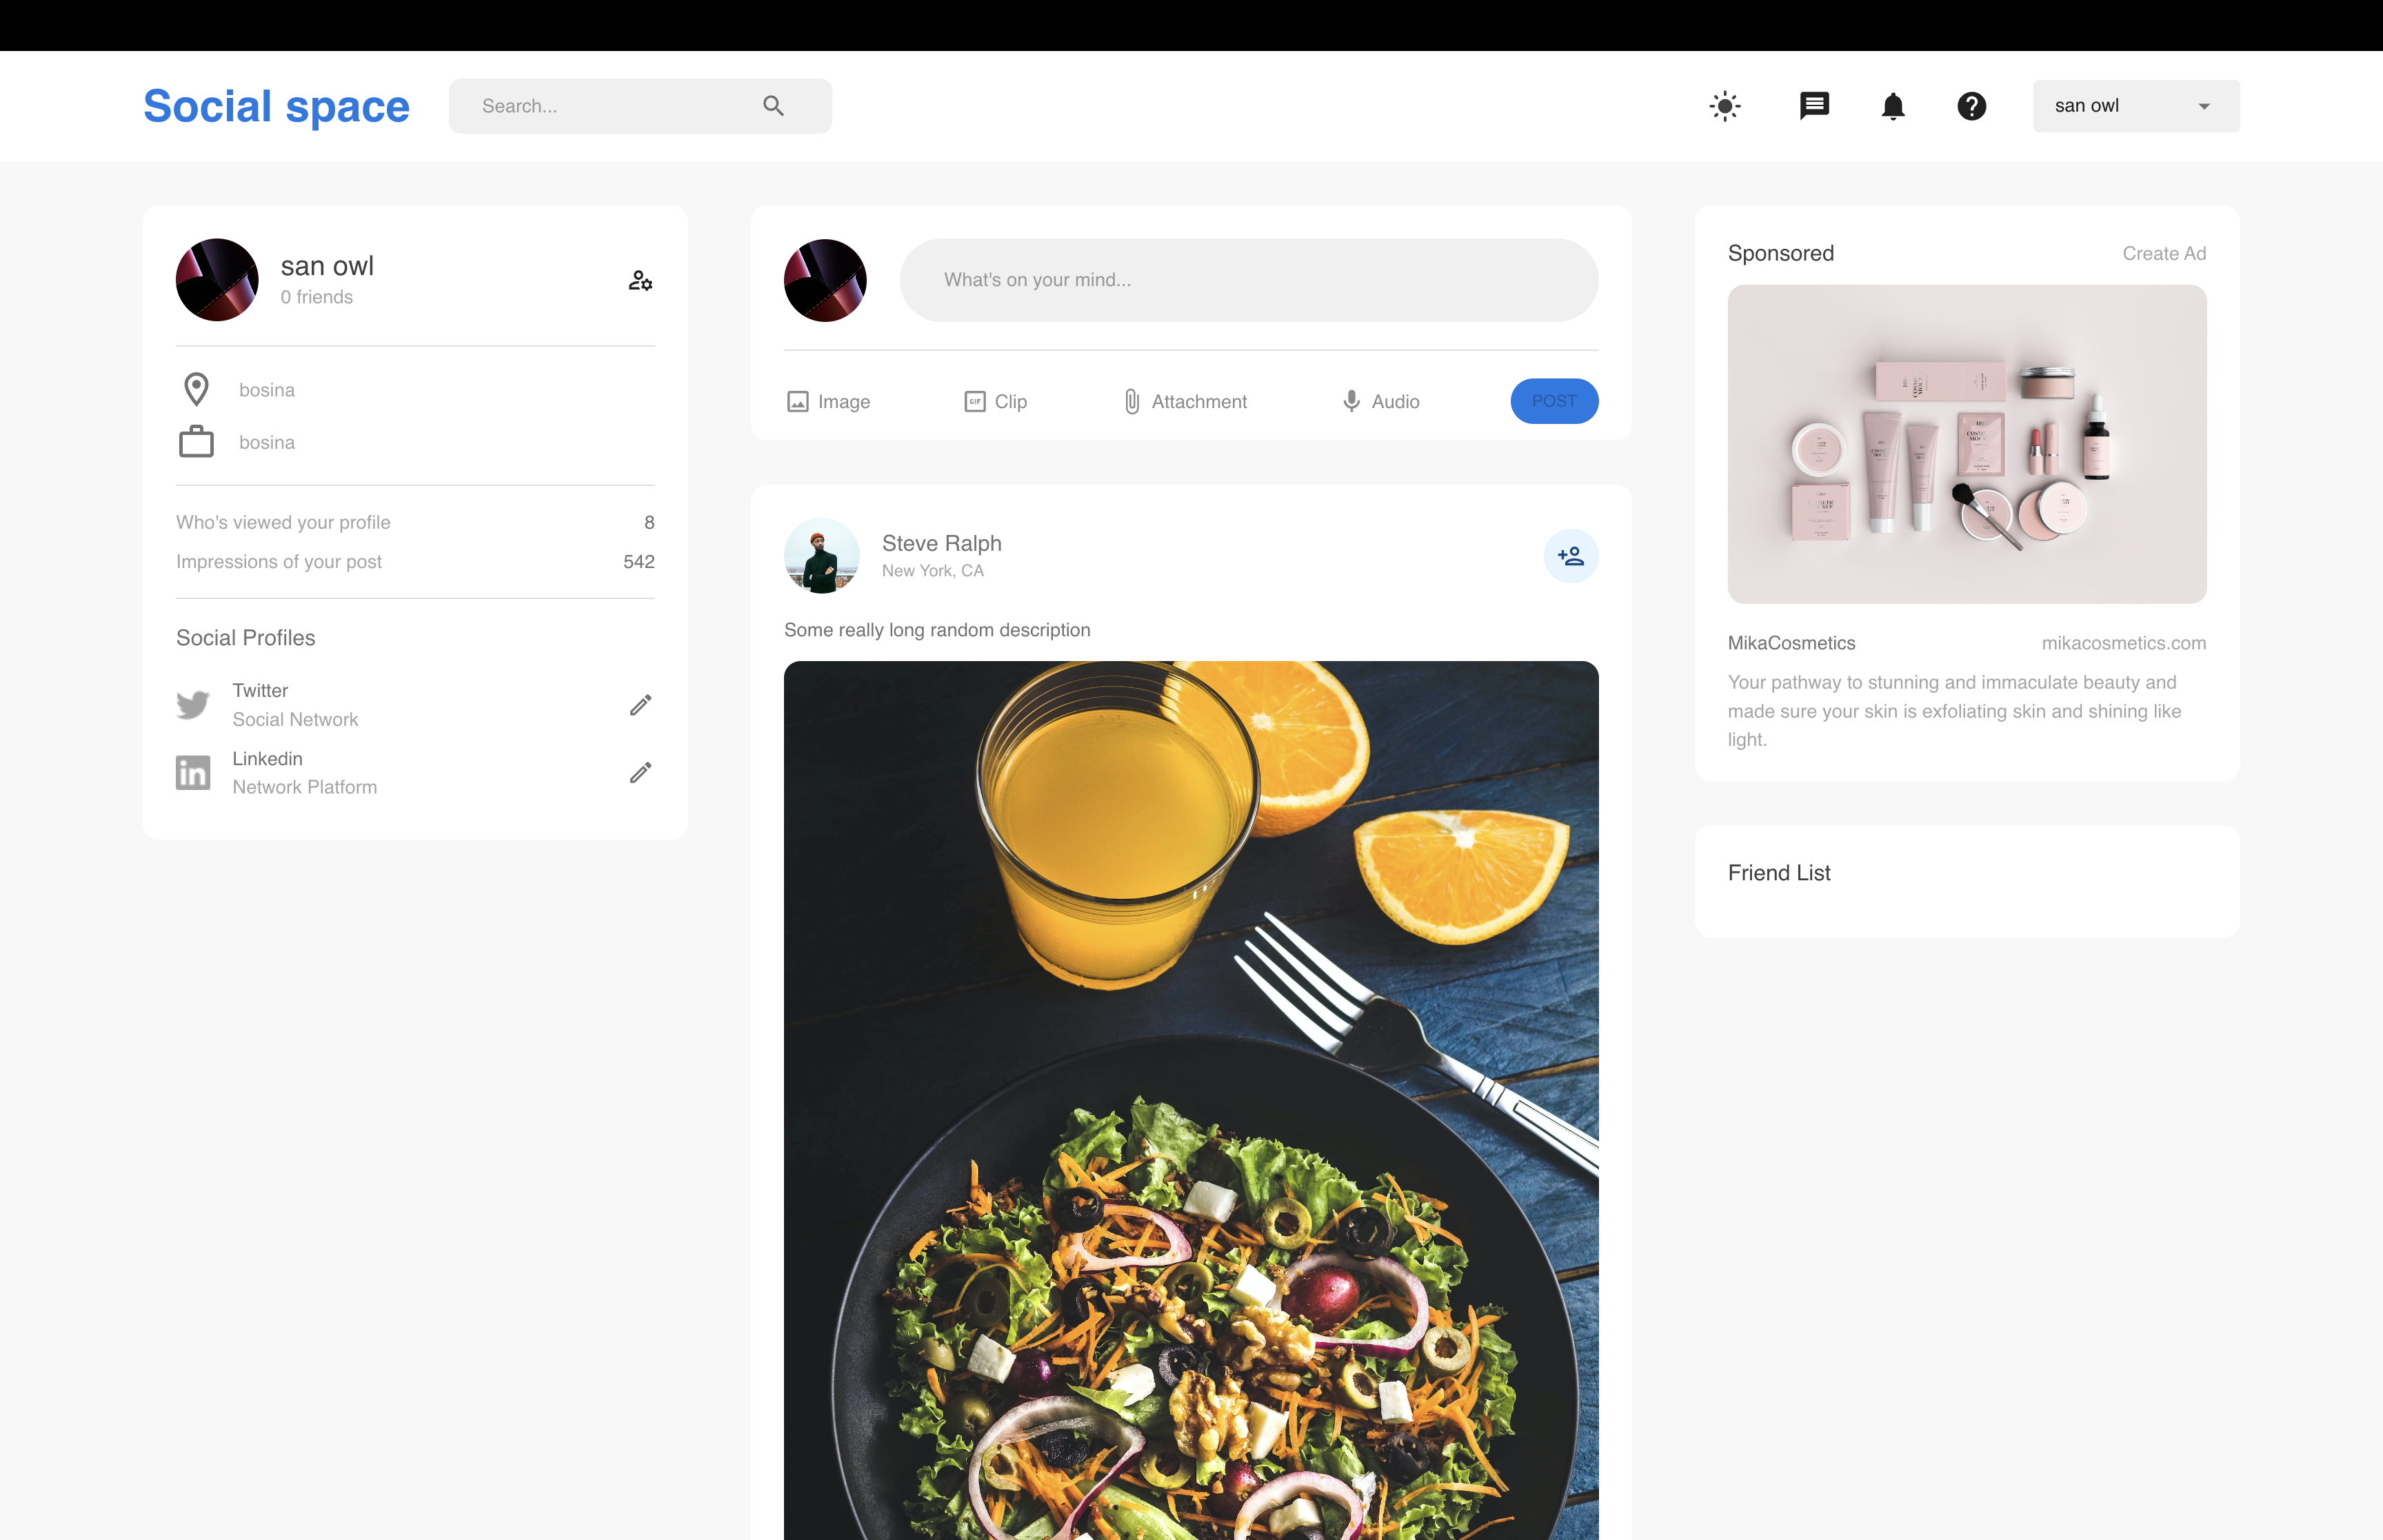 Social space
Search...
san owl
san owl
0 friends
bosina
bosina
Who's viewed your profile 8
Impressions of your post 542
Social Profiles
Twitter
Social Network
Linkedin
Network Platform
What's on your mind...
Image Clip Attachment Audio POST
Steve Ralph
New York, CA
Some really long random description
Sponsored Create Ad
MikaCosmetics mikacosmetics.com
Your pathway to stunning and immaculate beauty and
made sure your skin is exfoliating skin and shining like
light.
Friend List